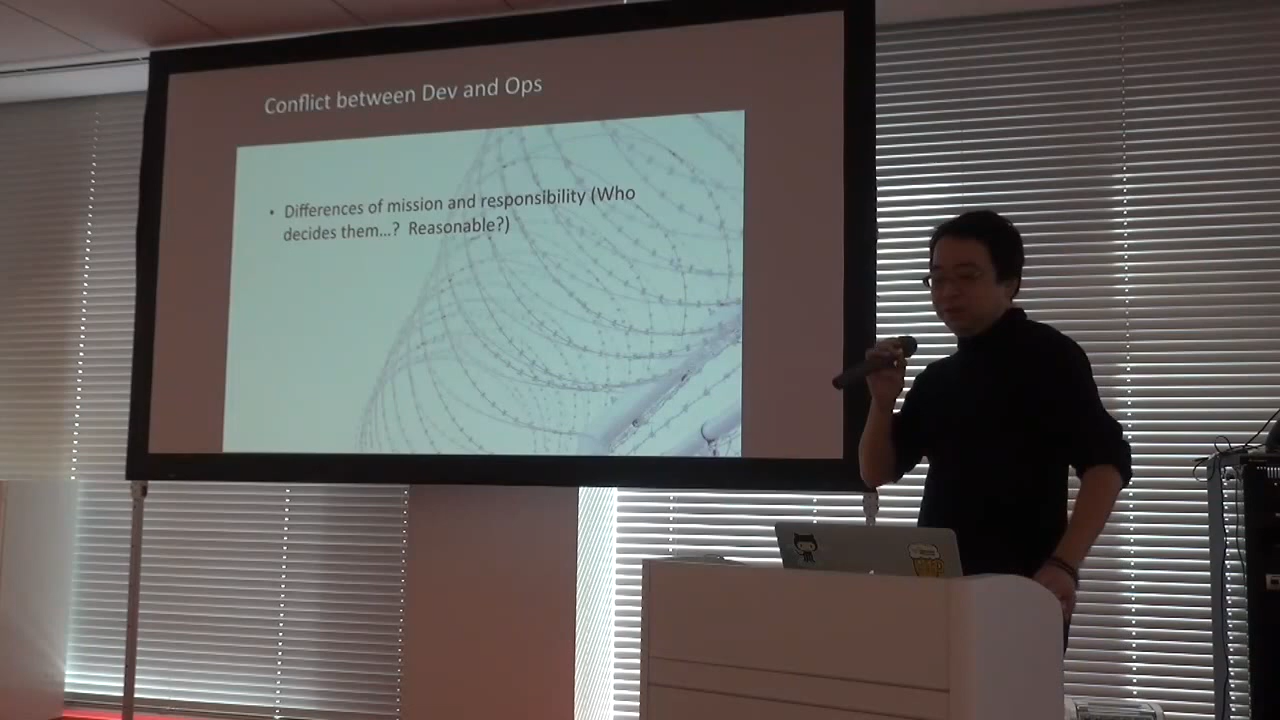 Conflict between Dev and Ops
• Differences of mission and responsibility (Who
decides them...? Reasonable?)